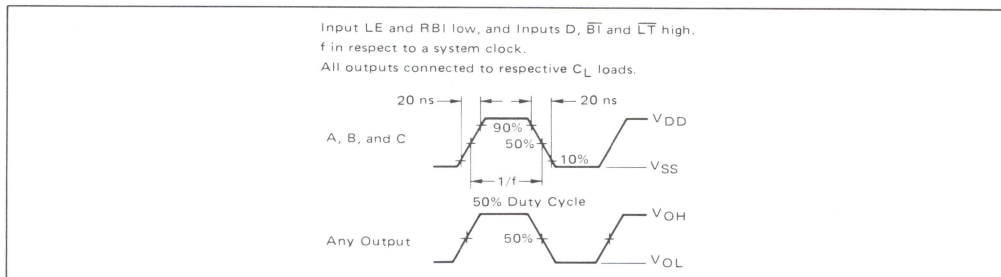 Input LE and RBI low, and Inputs D, B̅I̅ and L̅T̅ high.
f in respect to a system clock.
All outputs connected to respective CL loads.
20 ns
20 ns
A, B, and C
90%
50%
10%
VDD
VSS
1/f
50% Duty Cycle
Any Output
50%
VOH
VOL